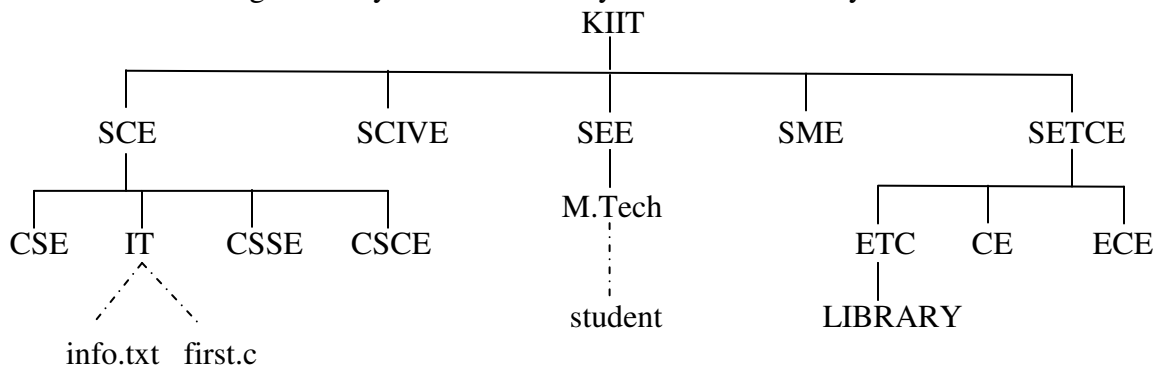 KIIT
SCE SCIVE SEE SME SETCE
M.Tech
CSE IT CSSE CSCE ETC CE ECE
student LIBRARY
info.txt first.c